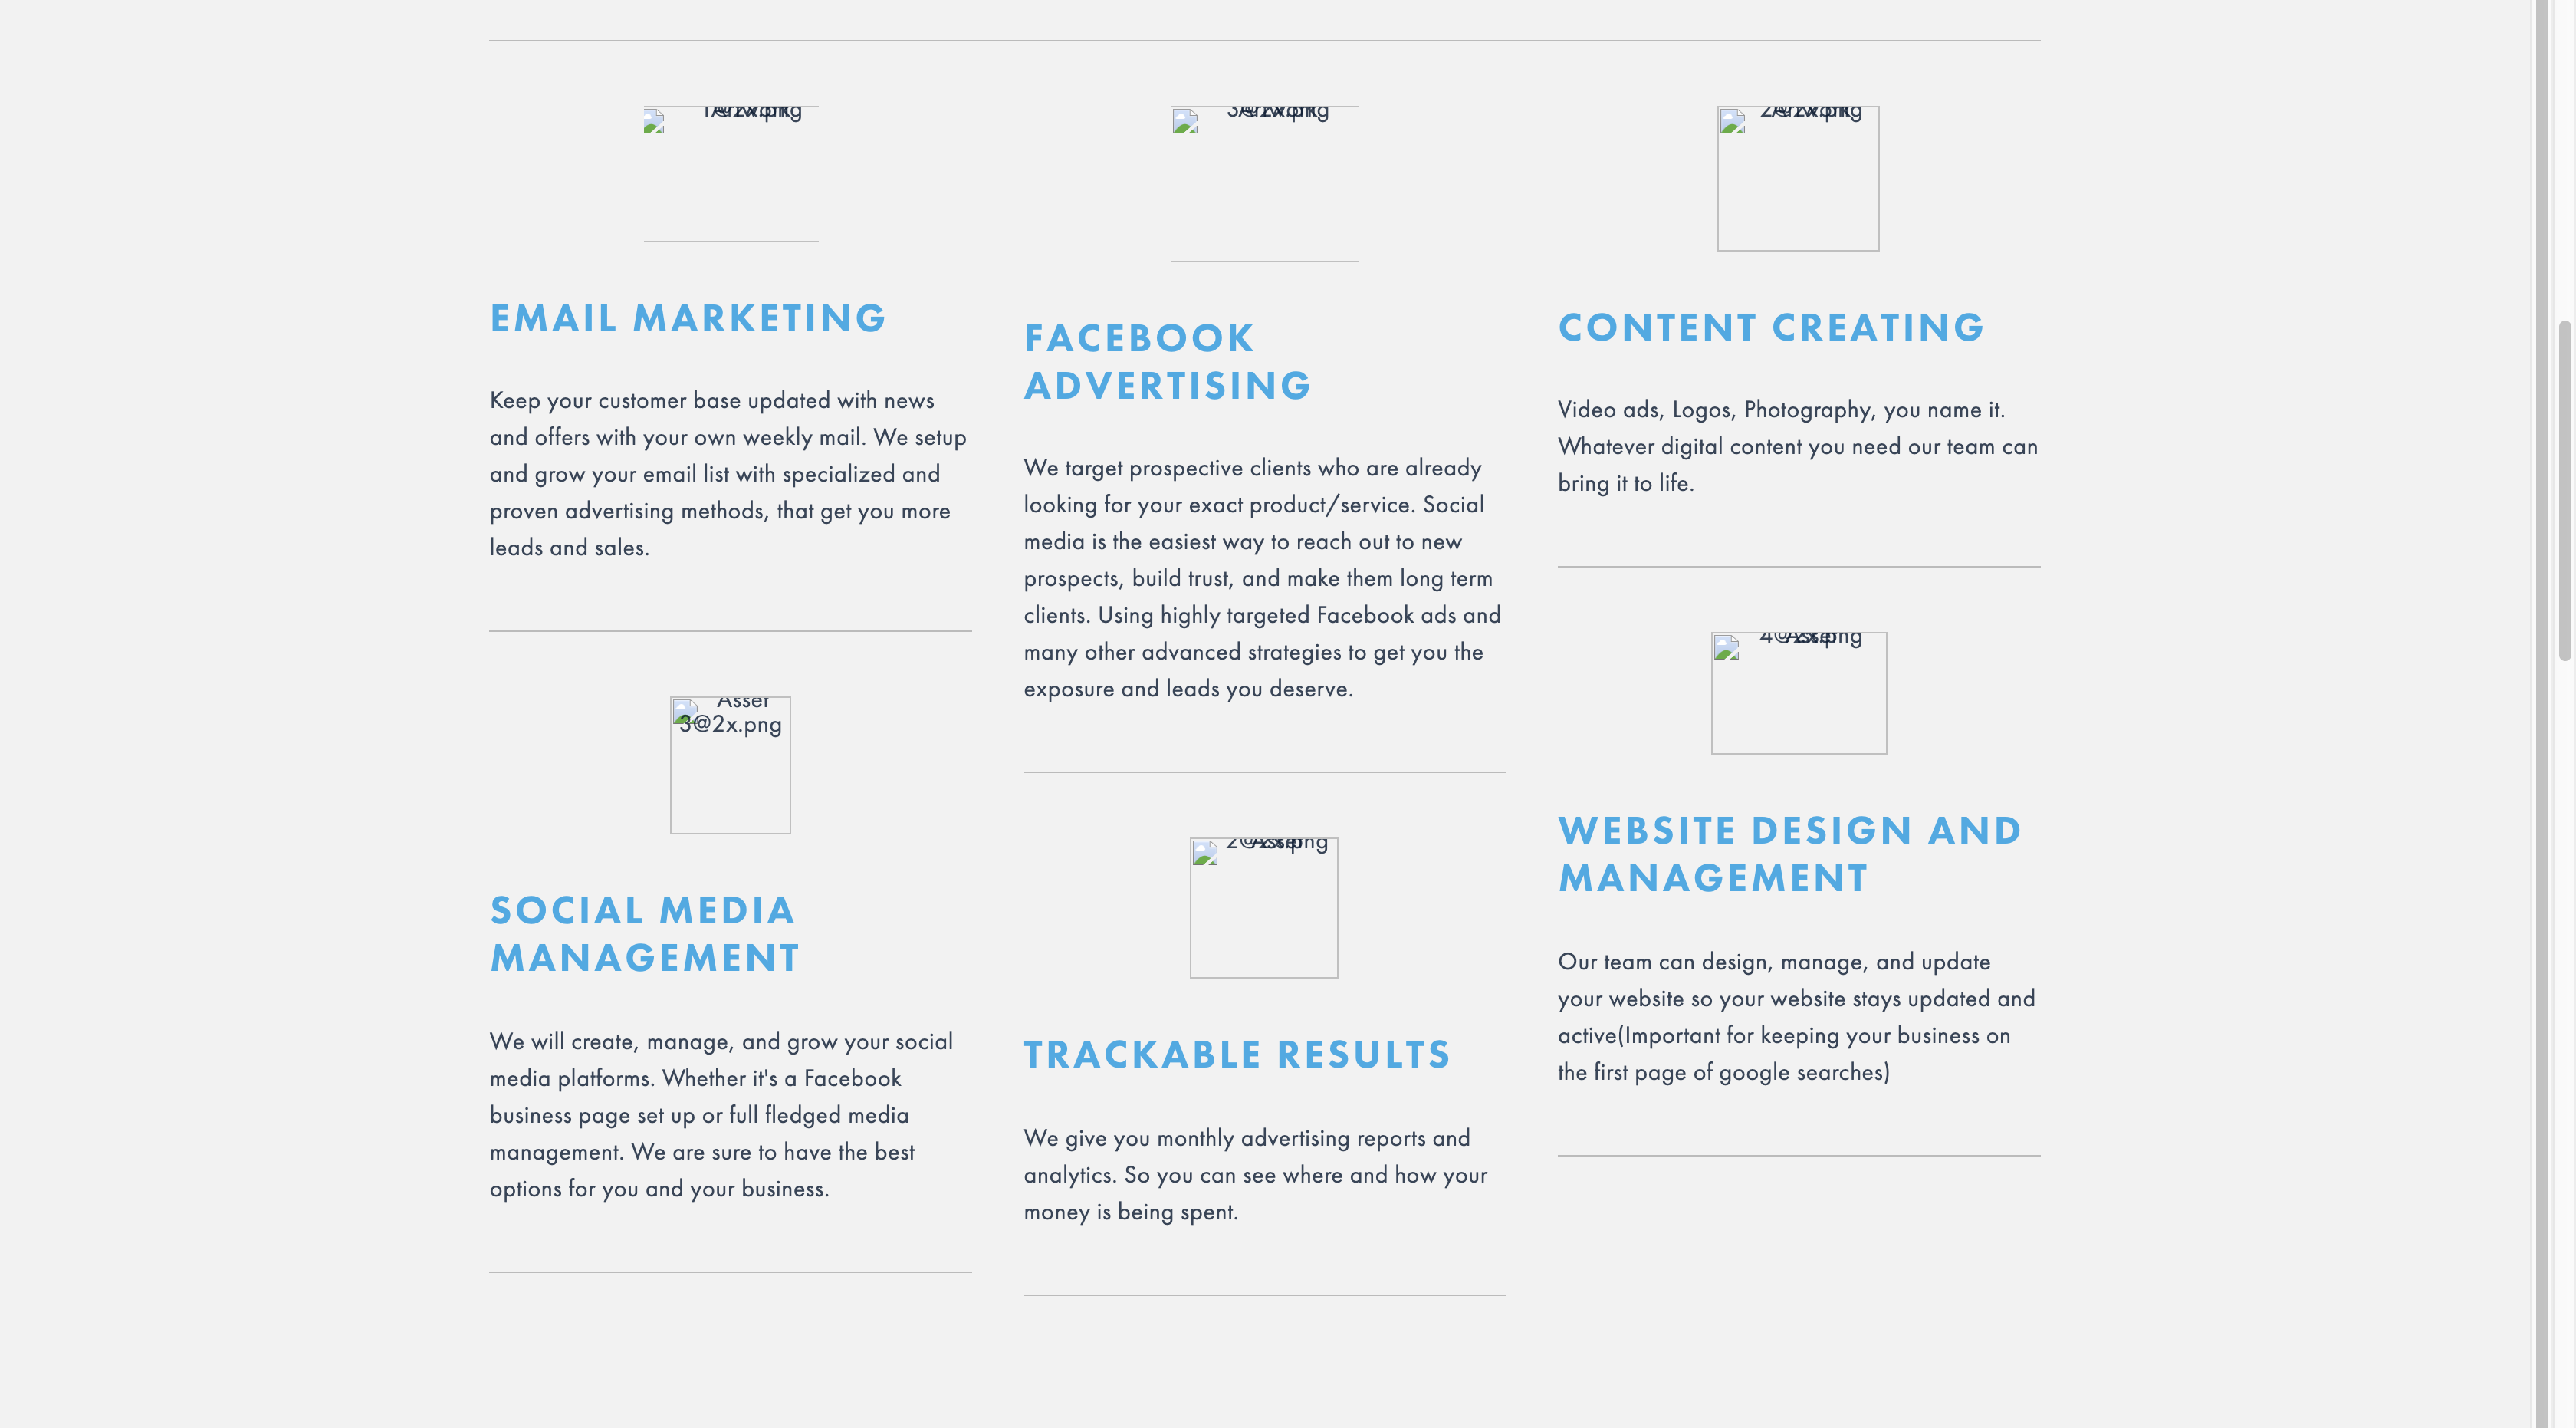 EMAIL MARKETING
Keep your customer base updated with news
and offers with your own weekly mail. We setup
and grow your email list with specialized and
proven advertising methods, that get you more
leads and sales.
Asset
3@2x.png
SOCIAL MEDIA
MANAGEMENT
We will create, manage, and grow your social
media platforms. Whether it's a Facebook
business page set up or full fledged media
management. We are sure to have the best
options for you and your business.
FACEBOOK
ADVERTISING
We target prospective clients who are already
looking for your exact product/service. Social
media is the easiest way to reach out to new
prospects, build trust, and make them long term
clients. Using highly targeted Facebook ads and
many other advanced strategies to get you the
exposure and leads you deserve.
TRACKABLE RESULTS
We give you monthly advertising reports and
analytics. So you can see where and how your
money is being spent.
CONTENT CREATING
Video ads, Logos, Photography, you name it.
Whatever digital content you need our team can
bring it to life.
WEBSITE DESIGN AND
MANAGEMENT
Our team can design, manage, and update
your website so your website stays updated and
active(Important for keeping your business on
the first page of google searches)